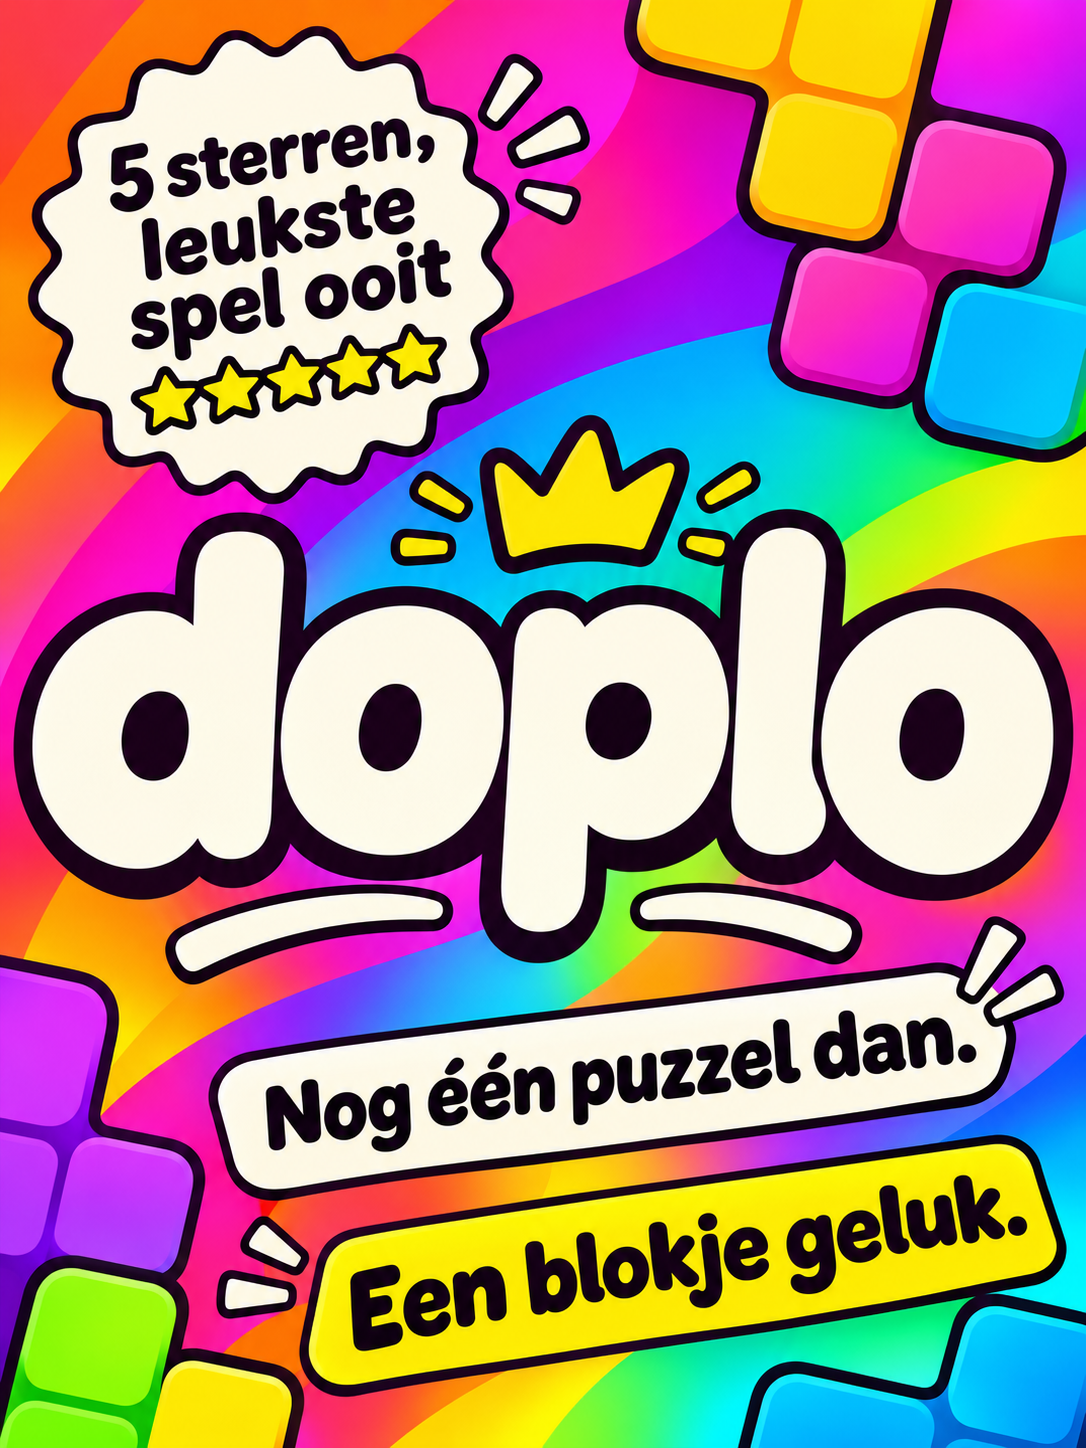 5 sterren,
leukste
spel ooit
doplo
Nog één puzzel dan.
Een blokje geluk.